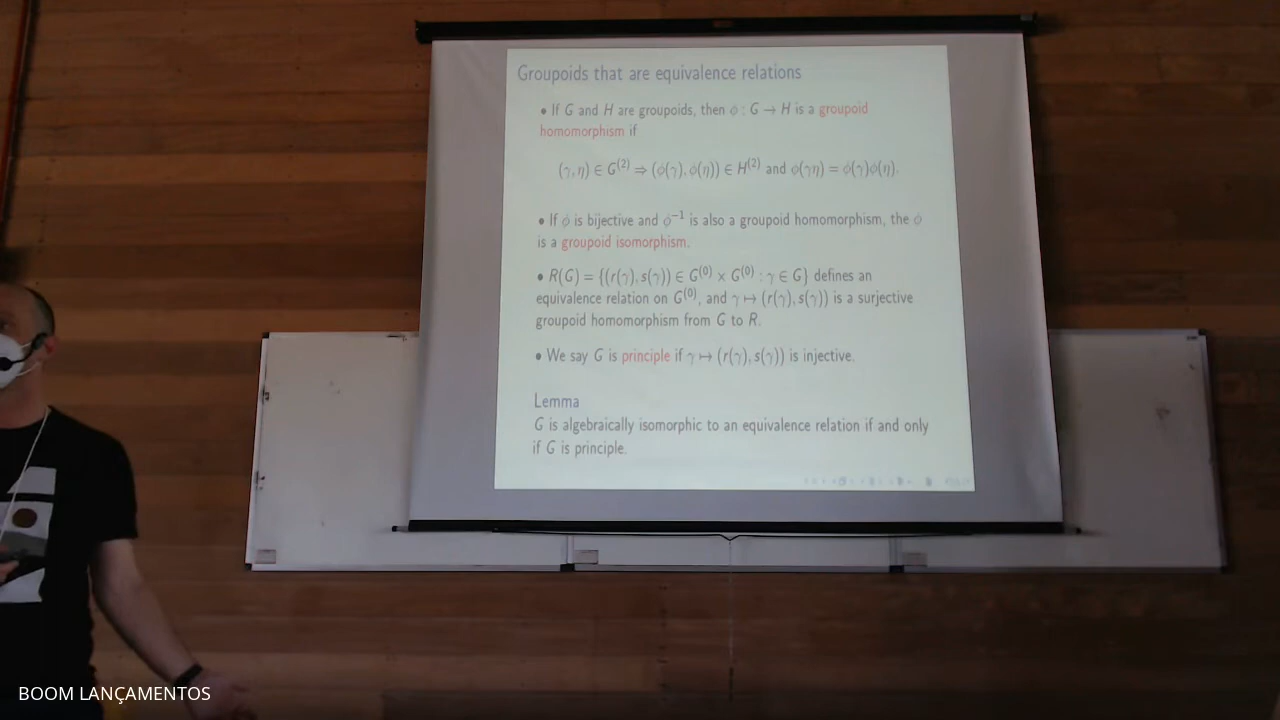 Groupoids that are equivalence relations
• If G and H are groupoids, then ϕ : G → H is a groupoid
homomorphism if
(γ, η) ∈ G⁽²⁾ ⇒ (ϕ(γ), ϕ(η)) ∈ H⁽²⁾ and ϕ(γη) = ϕ(γ)ϕ(η).
• If ϕ is bijective and ϕ⁻¹ is also a groupoid homomorphism, the ϕ
is a groupoid isomorphism.
• R(G) = {(r(γ), s(γ)) ∈ G⁽⁰⁾ × G⁽⁰⁾ : γ ∈ G} defines an
equivalence relation on G⁽⁰⁾, and γ ↦ (r(γ), s(γ)) is a surjective
groupoid homomorphism from G to R.
• We say G is principle if γ ↦ (r(γ), s(γ)) is injective.
Lemma
G is algebraically isomorphic to an equivalence relation if and only
if G is principle.
BOOM LANÇAMENTOS